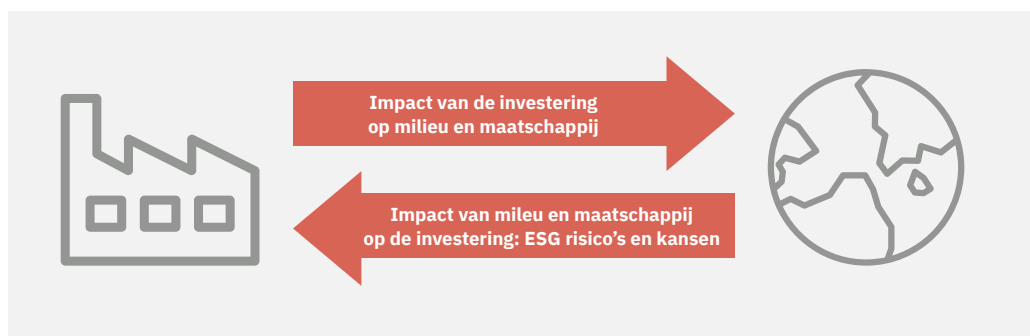 Impact van de investering
op milieu en maatschappij
Impact van mileu en maatschappij
op de investering: ESG risico's en kansen